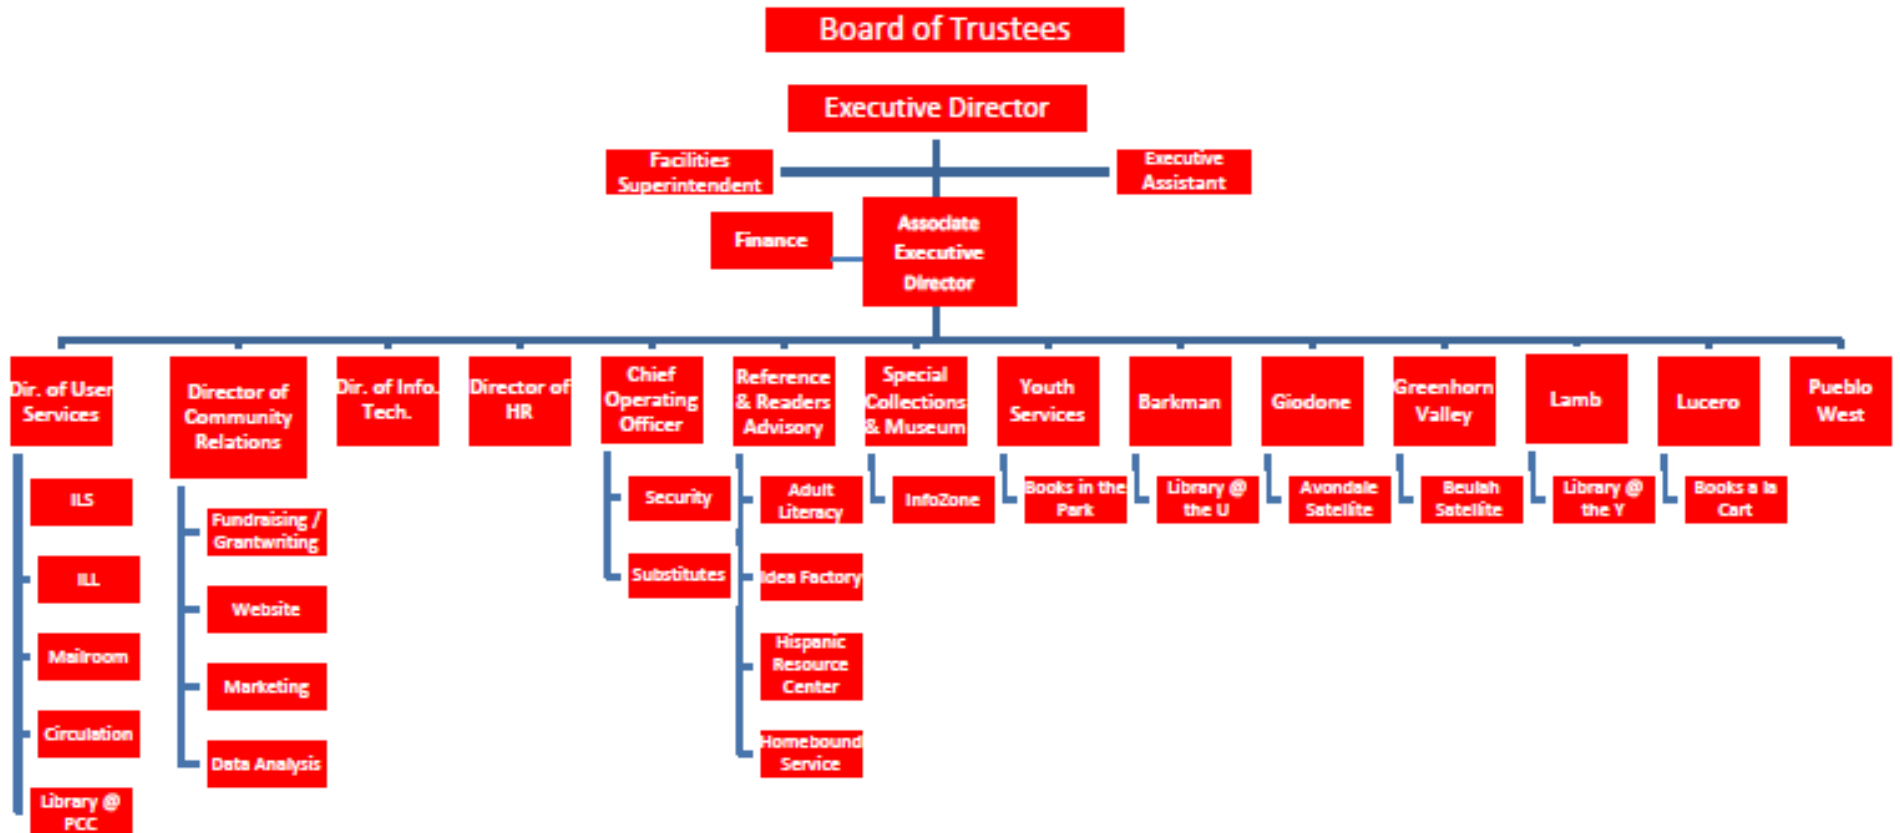 Board of Trustees
Executive Director
Facilities
Superintendent
Executive
Assistant
Finance
Associate
Executive
Director
Dir. of User
Services
Director of
Community
Relations
Dir. of Info.
Tech.
Director of
HR
Chief
Operating
Officer
Reference
& Readers
Advisory
Special
Collections
& Museum
Youth
Services
Barkman
Giodone
Greenhorn
Valley
Lamb
Lucero
Pueblo
West
ILS
ILL
Mailroom
Circulation
Library @
PCC
Fundraising /
Grantwriting
Website
Marketing
Data Analysis
Security
Substitutes
Adult
Literacy
Idea Factory
Hispanic
Resource
Center
Homebound
Service
InfoZone
Books in the
Park
Library @
the U
Avondale
Satellite
Beulah
Satellite
Library @
the Y
Books a la
Cart